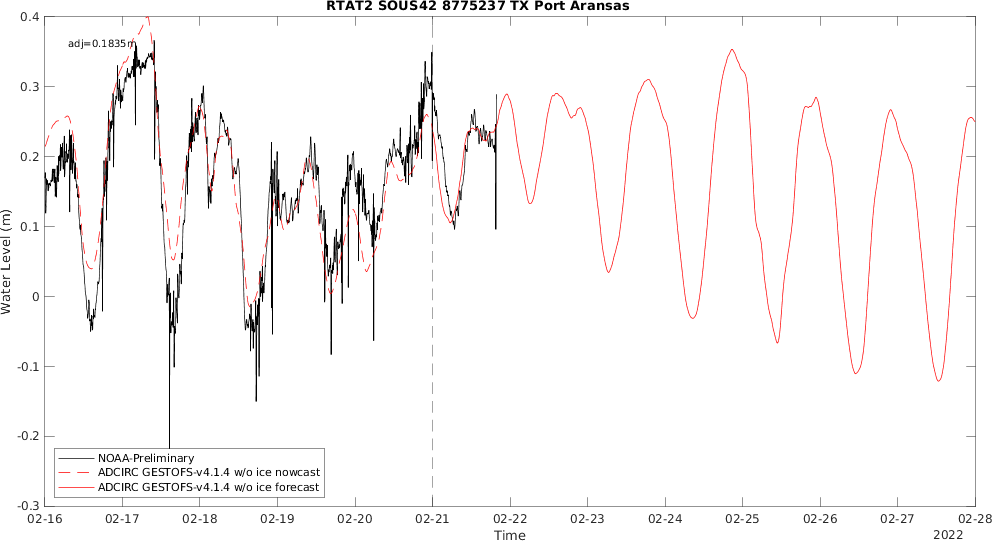 RTAT2 SOUS42 8775237 TX Port Aransas
adj=0.1835m
0.4
0.3
0.2
0.1
0
-0.1
-0.2
-0.3
Water Level (m)
NOAA-Preliminary
ADCIRC GESTOFS-v4.1.4 w/o ice nowcast
ADCIRC GESTOFS-v4.1.4 w/o ice forecast
02-16 02-17 02-18 02-19 02-20 02-21 02-22 02-23 02-24 02-25 02-26 02-27 02-28
Time
2022